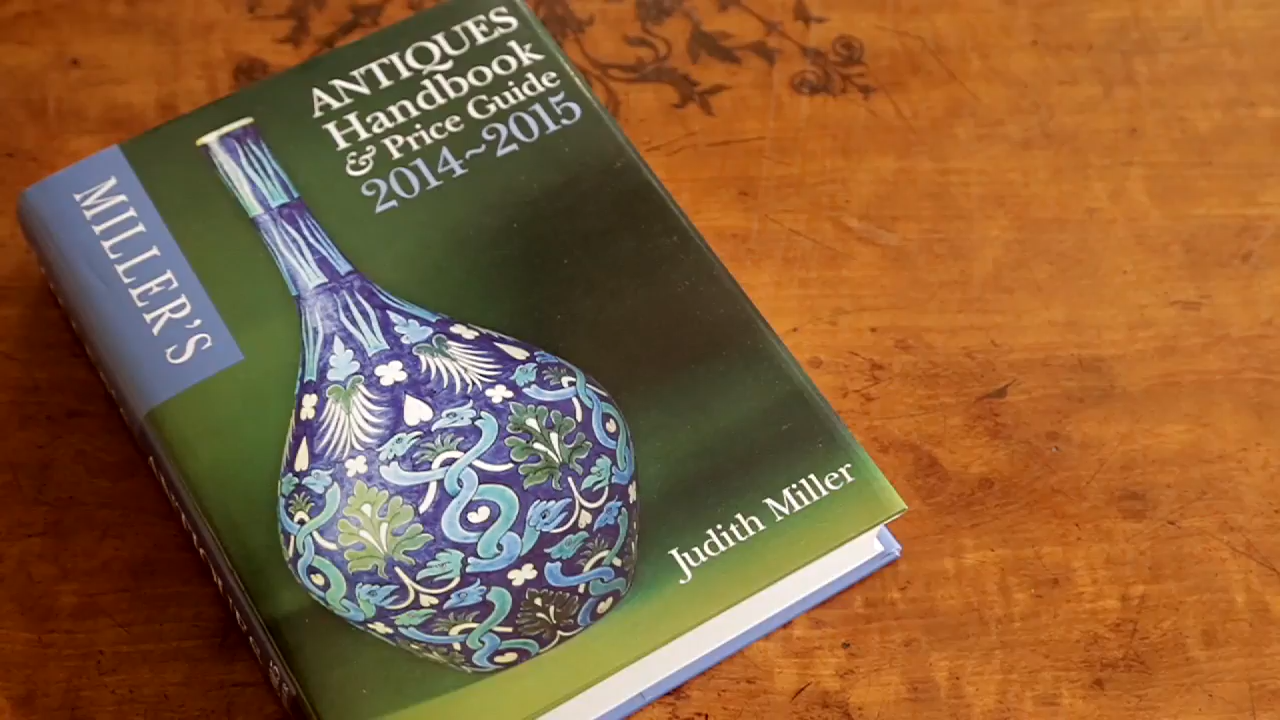 ANTIQUES
Handbook
& Price Guide
2014~2015
MILLER'S
Judith Miller